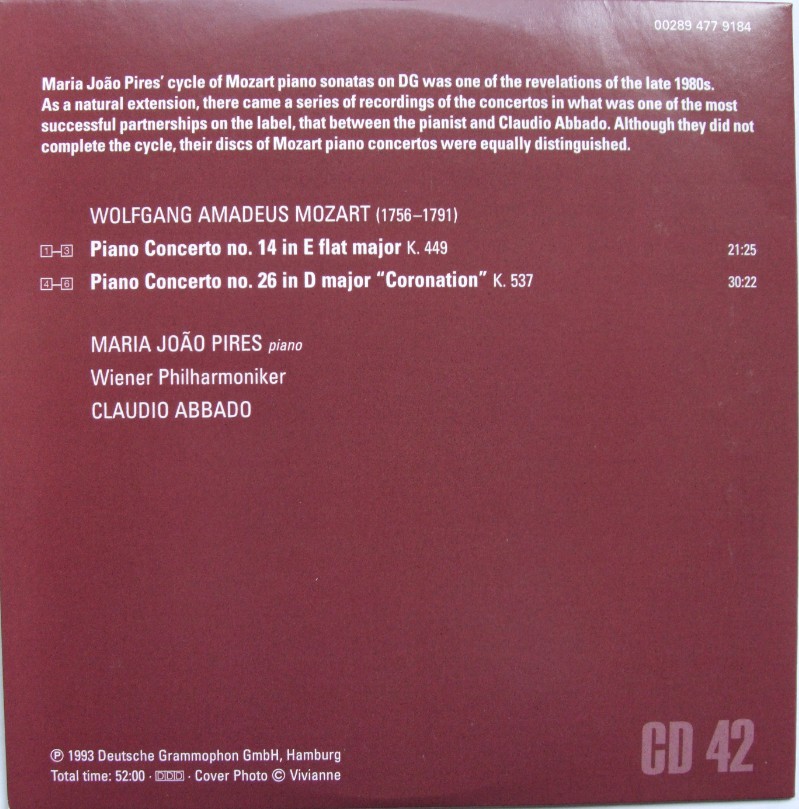 00289 477 9184
Maria João Pires' cycle of Mozart piano sonatas on DG was one of the revelations of the late 1980s.
As a natural extension, there came a series of recordings of the concertos in what was one of the most
successful partnerships on the label, that between the pianist and Claudio Abbado. Although they did not
complete the cycle, their discs of Mozart piano concertos were equally distinguished.
WOLFGANG AMADEUS MOZART (1756–1791)
1–3 Piano Concerto no. 14 in E flat major K. 449 21:25
4–6 Piano Concerto no. 26 in D major “Coronation” K. 537 30:22
MARIA JOÃO PIRES piano
Wiener Philharmoniker
CLAUDIO ABBADO
CD 42
℗ 1993 Deutsche Grammophon GmbH, Hamburg
Total time: 52:00 · DDD · Cover Photo © Vivianne